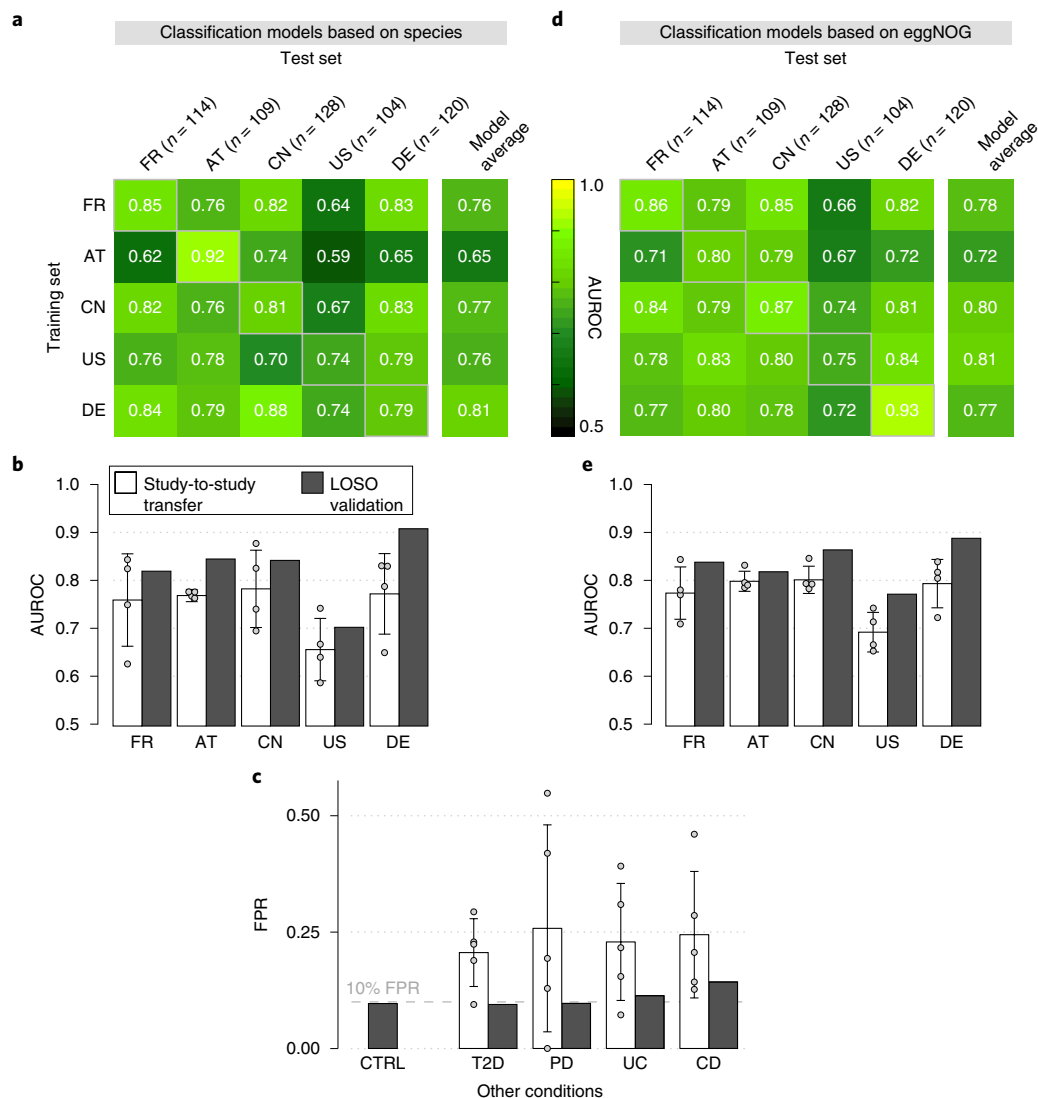 a
Classification models based on species
Test set
FR (n = 114)
AT (n = 109)
CN (n = 128)
US (n = 104)
DE (n = 120)
Model
average
Training set
FR 0.85 0.76 0.82 0.64 0.83 0.76
AT 0.62 0.92 0.74 0.59 0.65 0.65
CN 0.82 0.76 0.81 0.67 0.83 0.77
US 0.76 0.78 0.70 0.74 0.79 0.76
DE 0.84 0.79 0.88 0.74 0.79 0.81
1.0
AUROC
0.5
d
Classification models based on eggNOG
Test set
FR (n = 114)
AT (n = 109)
CN (n = 128)
US (n = 104)
DE (n = 120)
Model
average
0.86 0.79 0.85 0.66 0.82 0.78
0.71 0.80 0.79 0.67 0.72 0.72
0.84 0.79 0.87 0.74 0.81 0.80
0.78 0.83 0.80 0.75 0.84 0.81
0.77 0.80 0.78 0.72 0.93 0.77
b
Study-to-study
transfer
LOSO
validation
AUROC
1.0
0.9
0.8
0.7
0.6
0.5
FR AT CN US DE
e
AUROC
1.0
0.9
0.8
0.7
0.6
0.5
FR AT CN US DE
c
FPR
0.50
0.25
10% FPR
0.00
CTRL T2D PD UC CD
Other conditions